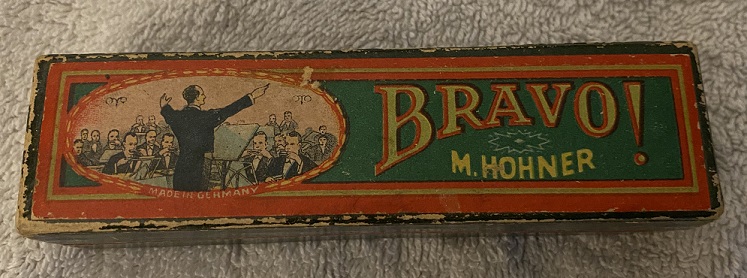 BRAVO!
M. HOHNER
MADE IN GERMANY